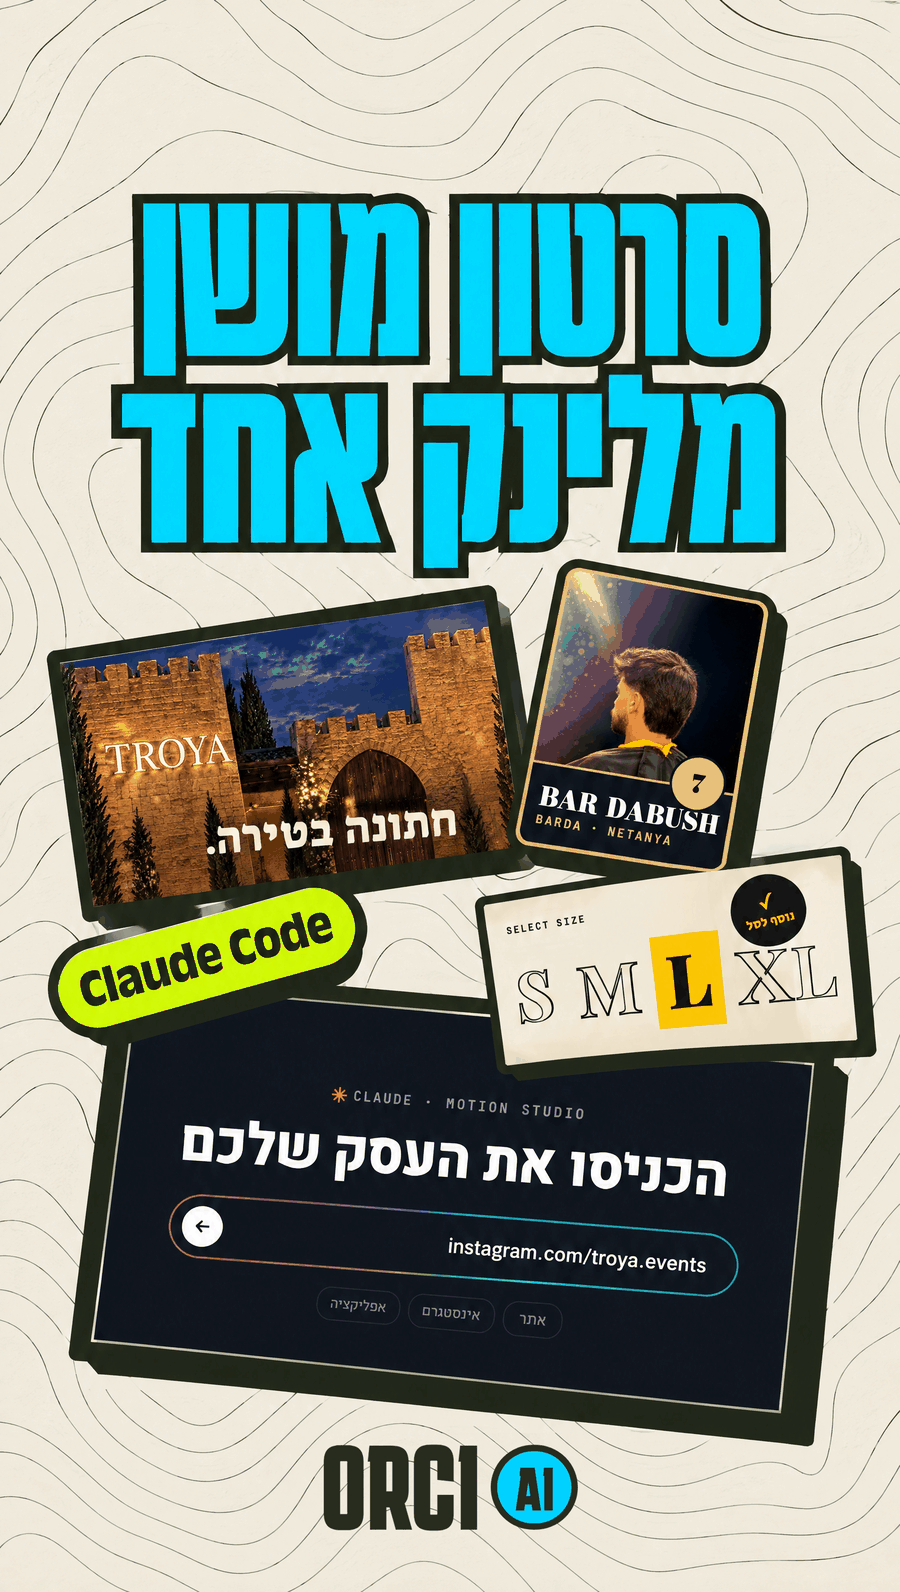 סרטון מושן
מלינק אחד
TROYA
חתונה בטירה.
7
BAR DABUSH
BARDA · NETANYA
Claude Code
SELECT SIZE
✓
נוסף לסל
S M L XL
CLAUDE · MOTION STUDIO
הכניסו את העסק שלכם
instagram.com/troya.events
אתר
אינסטגרם
אפליקציה
ORCI AI